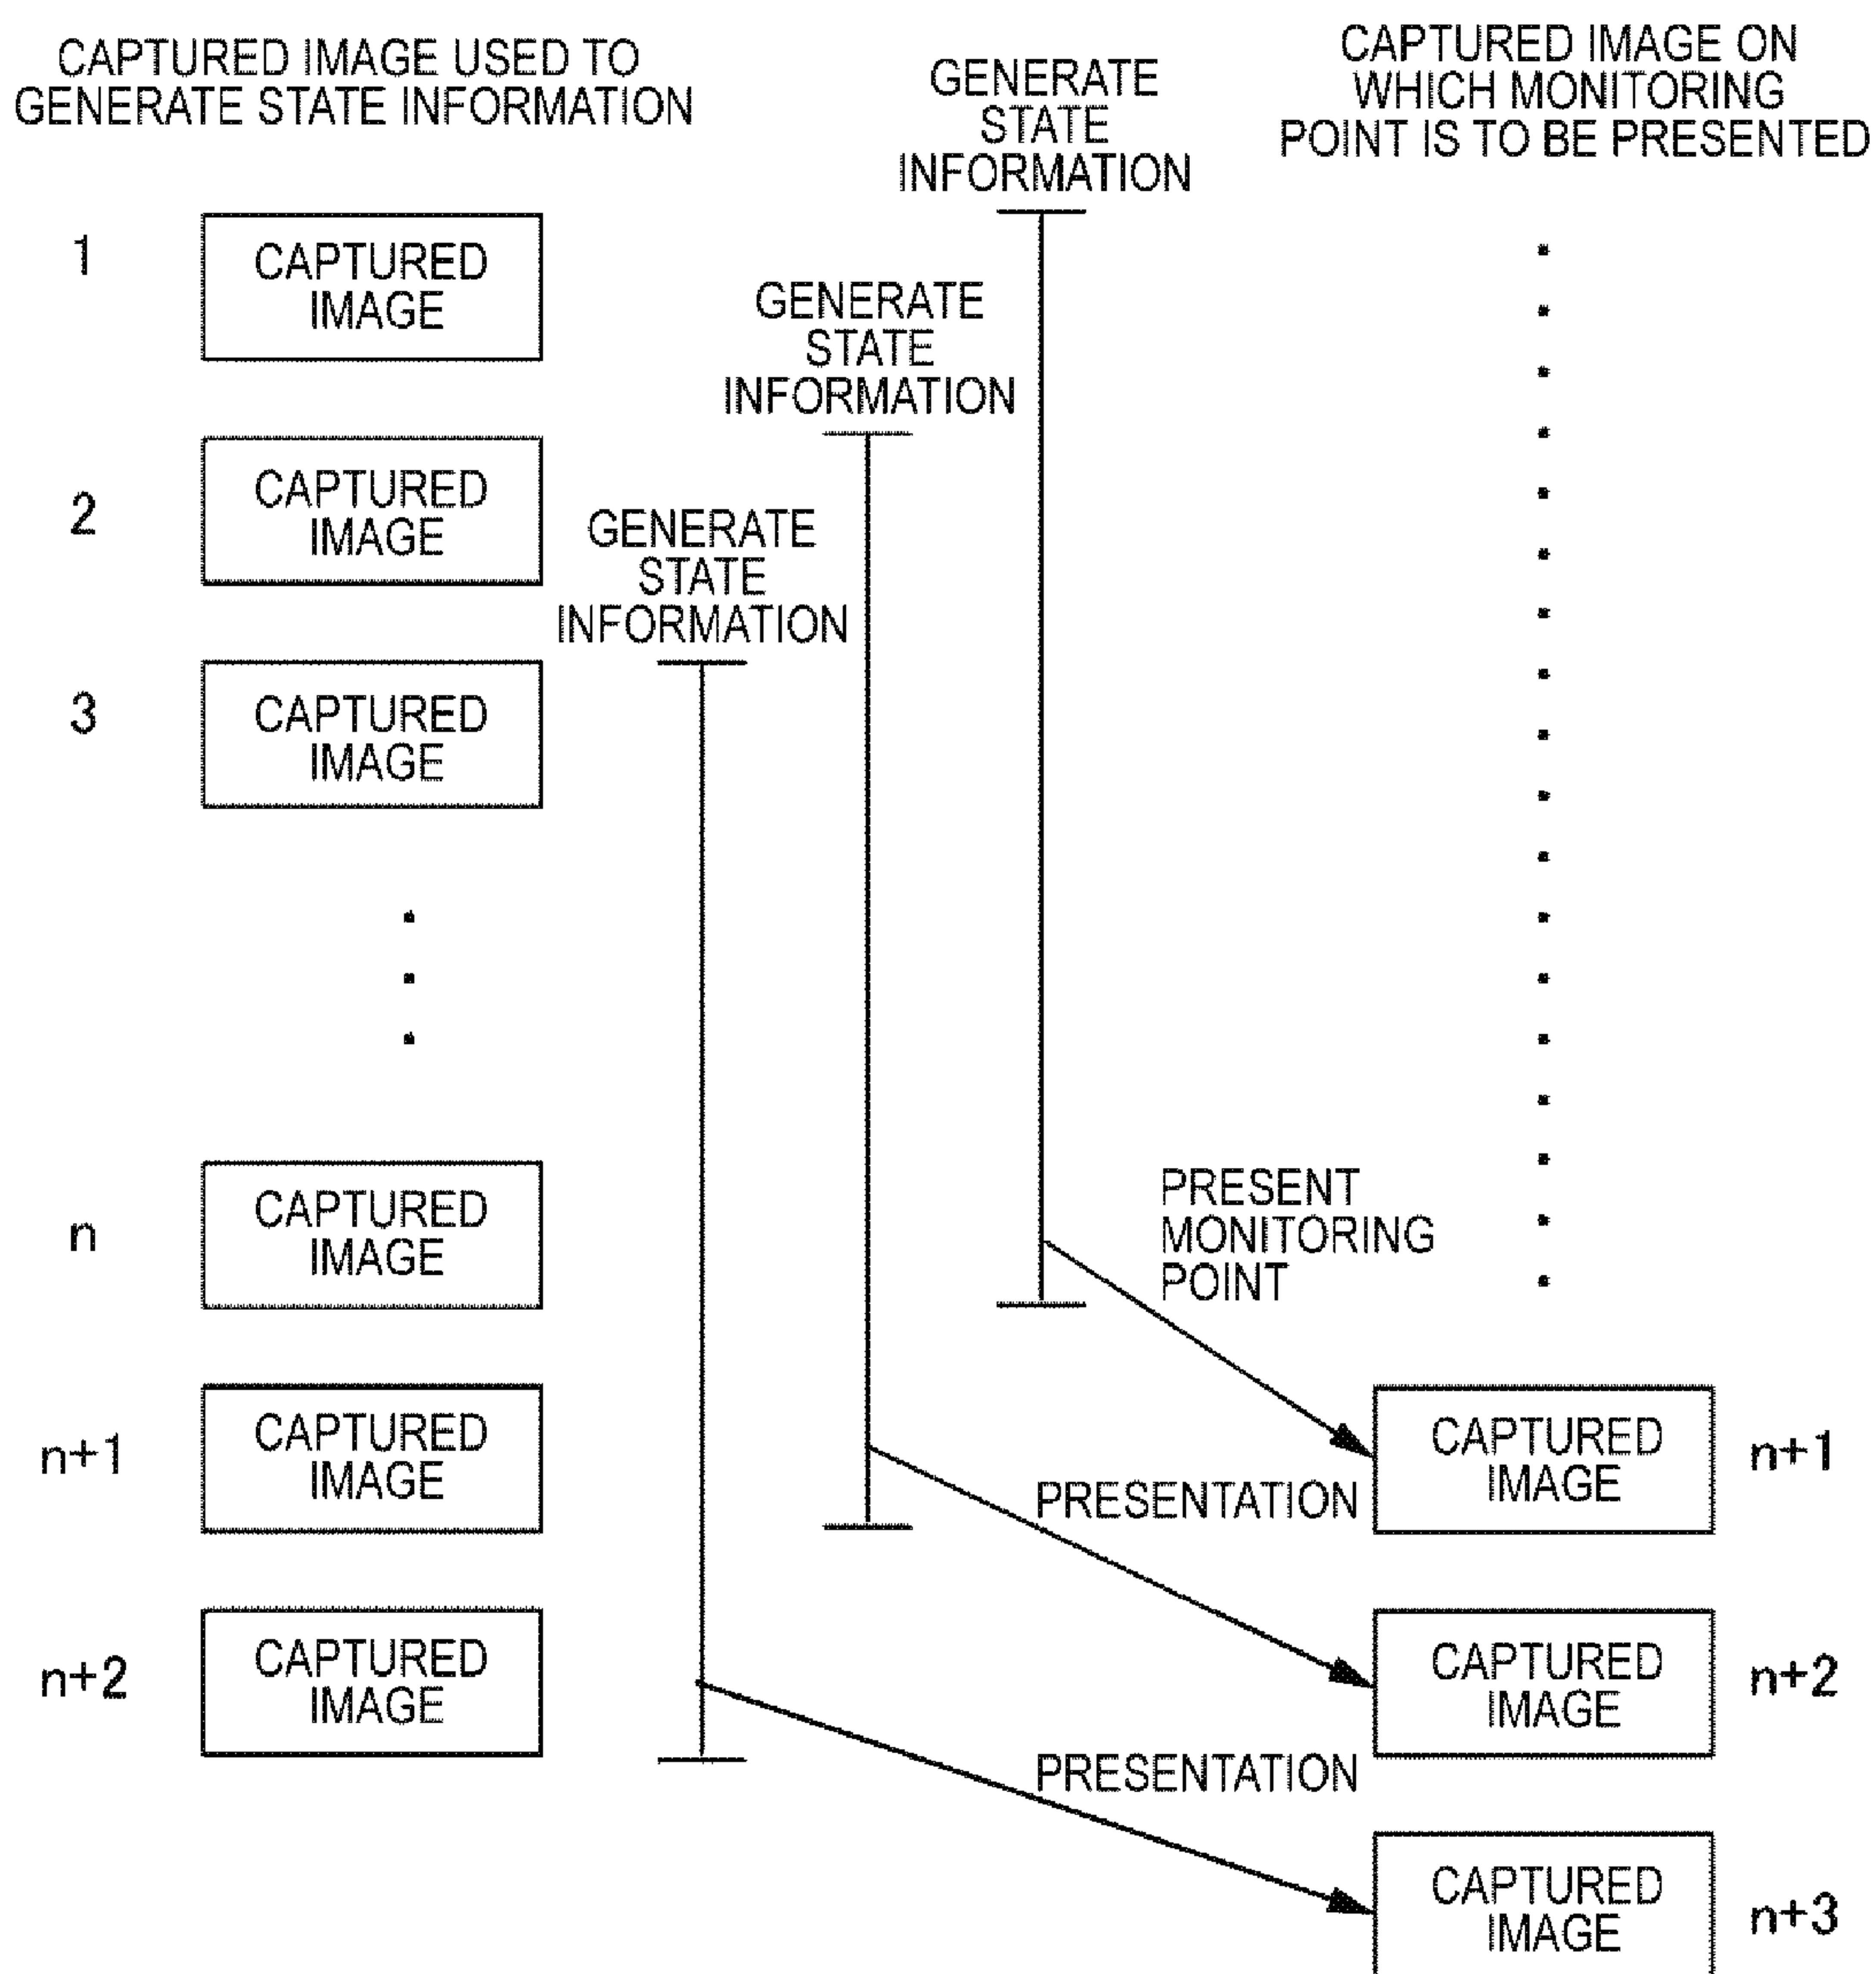 CAPTURED IMAGE USED TO
GENERATE STATE INFORMATION
GENERATE
STATE
INFORMATION
CAPTURED IMAGE ON
WHICH MONITORING
POINT IS TO BE PRESENTED
1
CAPTURED
IMAGE
GENERATE
STATE
INFORMATION
2
CAPTURED
IMAGE
GENERATE
STATE
INFORMATION
3
CAPTURED
IMAGE
n
CAPTURED
IMAGE
PRESENT
MONITORING
POINT
n+1
CAPTURED
IMAGE
PRESENTATION
CAPTURED
IMAGE
n+1
n+2
CAPTURED
IMAGE
PRESENTATION
CAPTURED
IMAGE
n+2
CAPTURED
IMAGE
n+3